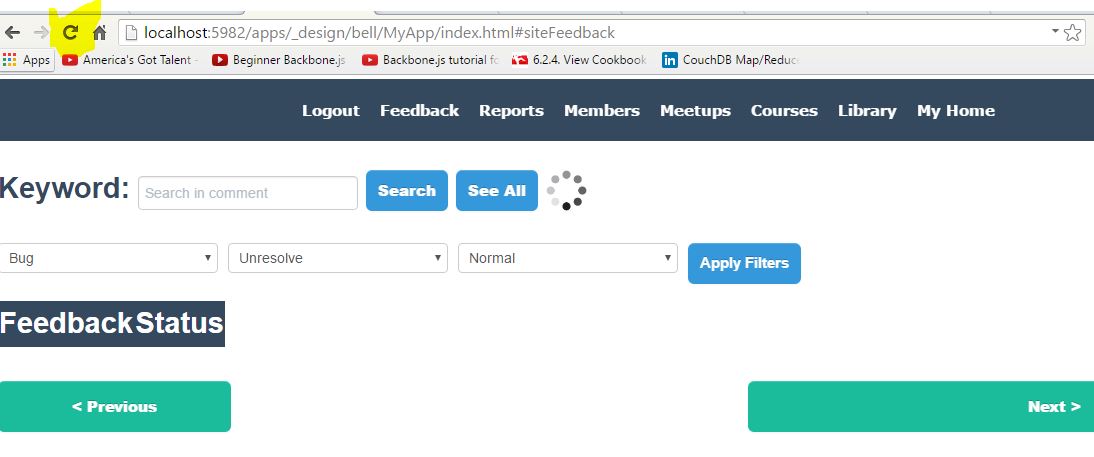 localhost:5982/apps/_design/bell/MyApp/index.html#siteFeedback
Apps America's Got Talent - Beginner Backbone.js Backbone.js tutorial fo 6.2.4. View Cookbook CouchDB Map/Reduc
Logout Feedback Reports Members Meetups Courses Library My Home
Keyword: Search in comment Search See All
Bug Unresolve Normal Apply Filters
Feedback Status
< Previous Next >